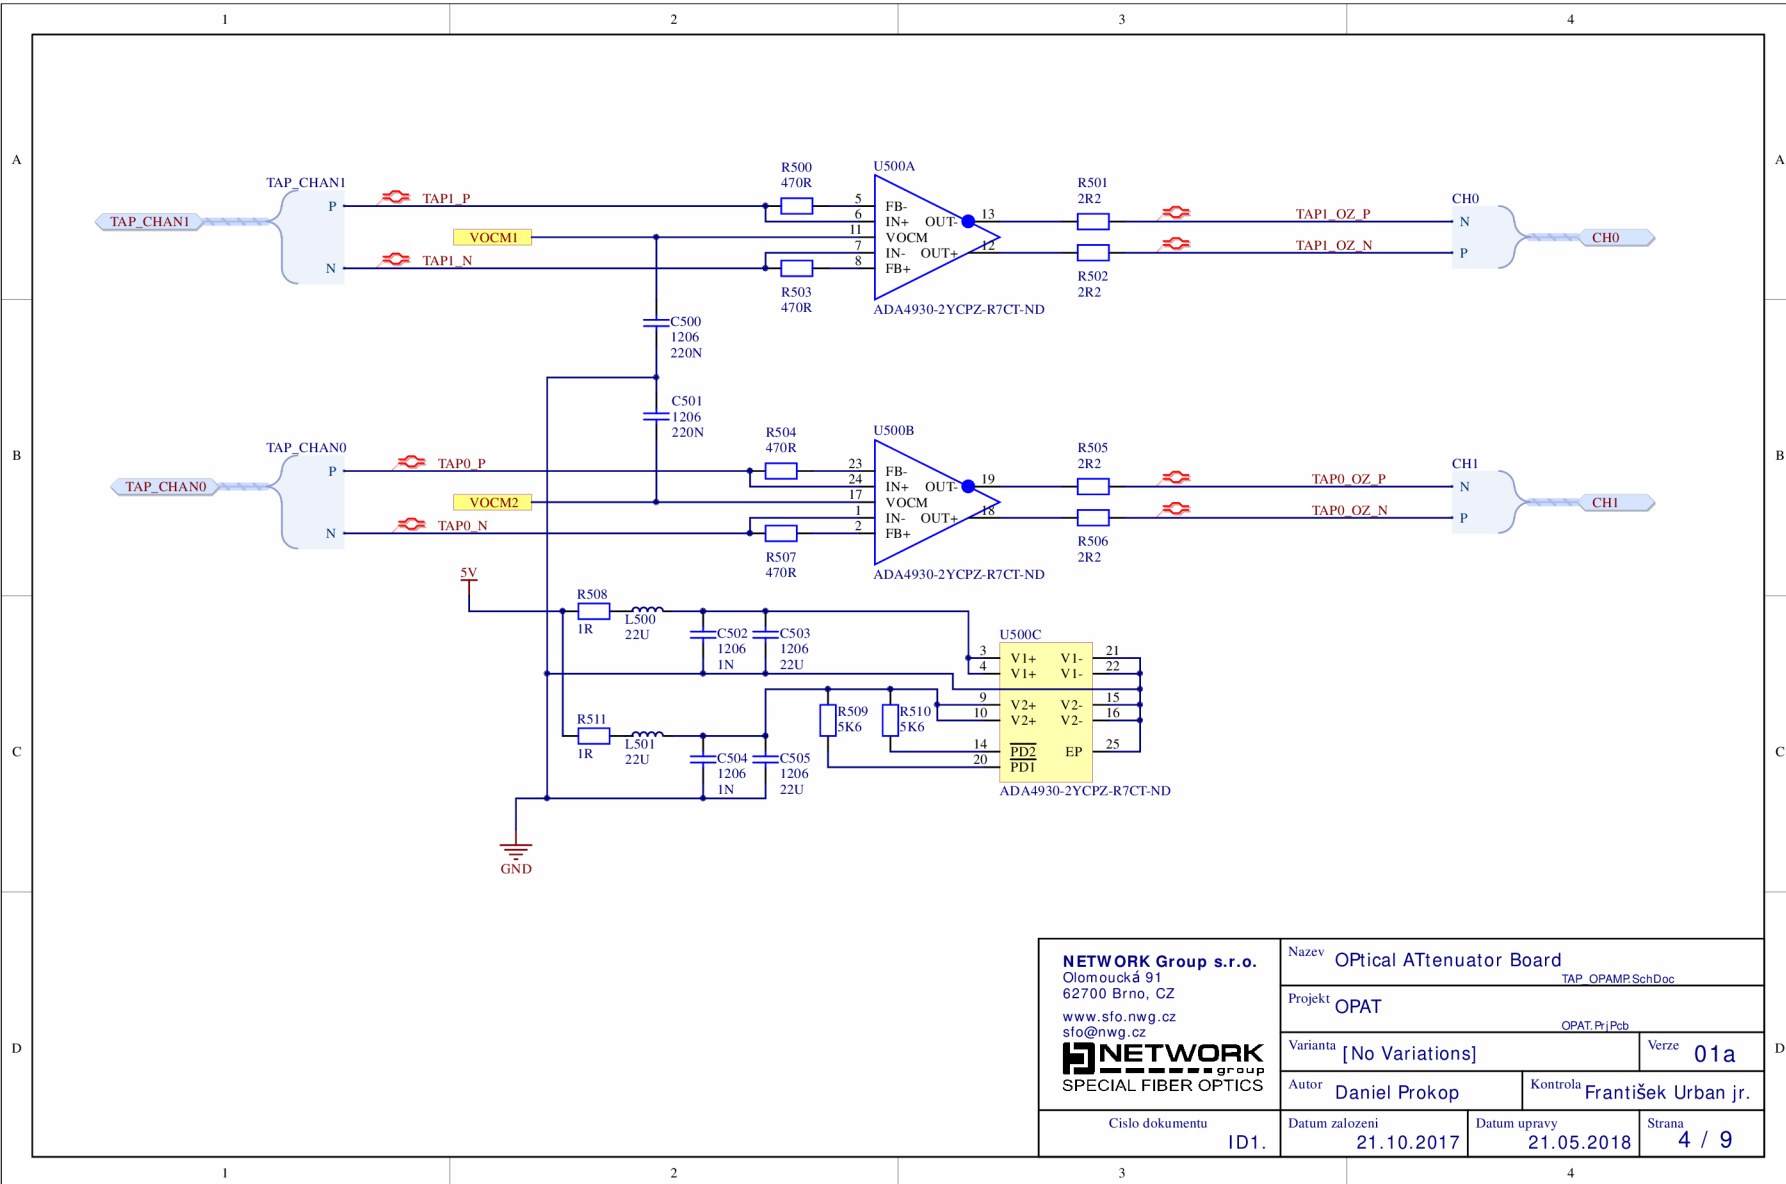 1 2 3 4
A A
B B
C C
D D
1 2 3 4
TAP_CHAN1
TAP_CHAN1
P
N
TAP1_P
VOCM1
TAP1_N
R500
470R
R503
470R
U500A
5 FB-
6 IN+
11 VOCM
7 IN-
8 FB+
OUT- 13
OUT+ 12
ADA4930-2YCPZ-R7CT-ND
R501
2R2
R502
2R2
TAP1_OZ_P
TAP1_OZ_N
CH0
N
P
CH0
C500
1206
220N
C501
1206
220N
TAP_CHAN0
TAP_CHAN0
P
N
TAP0_P
VOCM2
TAP0_N
R504
470R
R507
470R
U500B
23 FB-
24 IN+
17 VOCM
1 IN-
2 FB+
OUT- 19
OUT+ 18
ADA4930-2YCPZ-R7CT-ND
R505
2R2
R506
2R2
TAP0_OZ_P
TAP0_OZ_N
CH1
N
P
CH1
5V
R508
1R
L500
22U
C502
1206
1N
C503
1206
22U
R511
1R
L501
22U
C504
1206
1N
C505
1206
22U
R509
5K6
R510
5K6
U500C
3 V1+ V1- 21
4 V1+ V1- 22
9 V2+ V2- 15
10 V2+ V2- 16
14 PD2 EP 25
20 PD1
ADA4930-2YCPZ-R7CT-ND
GND
NETWORK Group s.r.o.
Olomoucká 91
62700 Brno, CZ
www.sfo.nwg.cz
sfo@nwg.cz
NETWORK
group
SPECIAL FIBER OPTICS
Cislo dokumentu
ID1.
Nazev OPtical ATtenuator Board
TAP_OPAMP.SchDoc
Projekt OPAT
OPAT.PrjPcb
Varianta [No Variations]
Verze 01a
Autor Daniel Prokop
Kontrola František Urban jr.
Datum zalozeni
21.10.2017
Datum upravy
21.05.2018
Strana
4 / 9